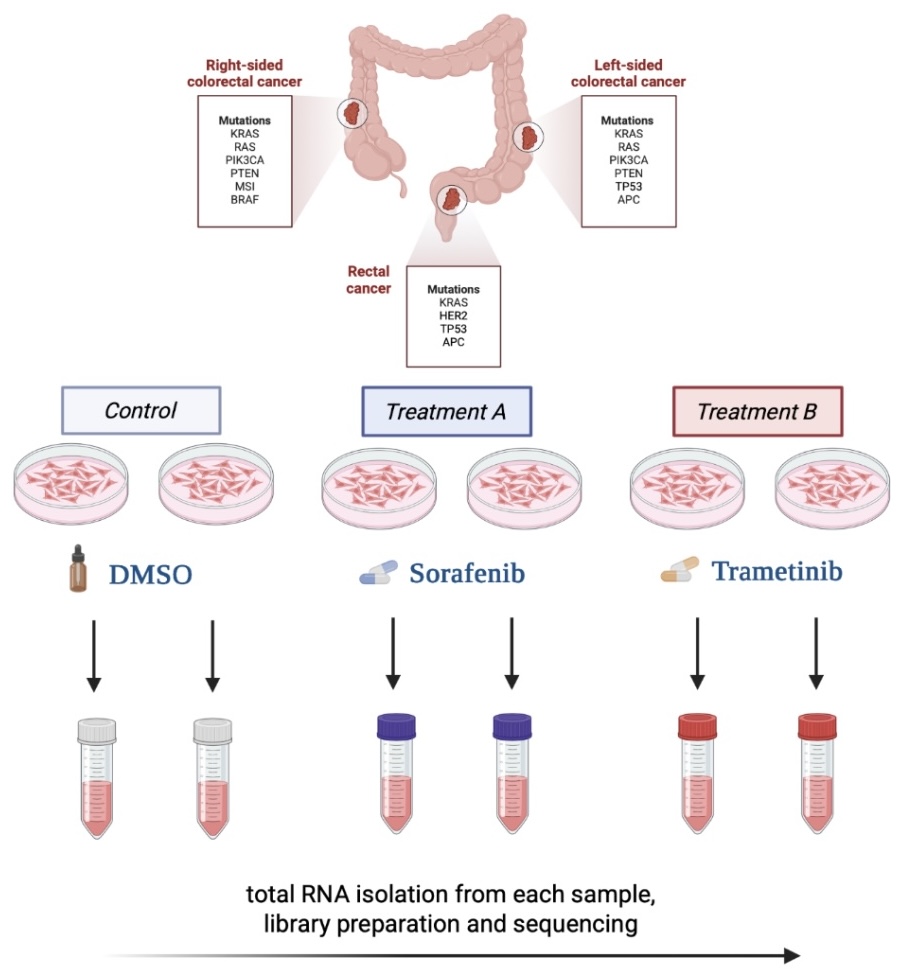 Right-sided
colorectal cancer
Mutations
KRAS
RAS
PIK3CA
PTEN
MSI
BRAF
Left-sided
colorectal cancer
Mutations
KRAS
RAS
PIK3CA
PTEN
TP53
APC
Rectal
cancer
Mutations
KRAS
HER2
TP53
APC
Control
Treatment A
Treatment B
DMSO
Sorafenib
Trametinib
total RNA isolation from each sample,
library preparation and sequencing